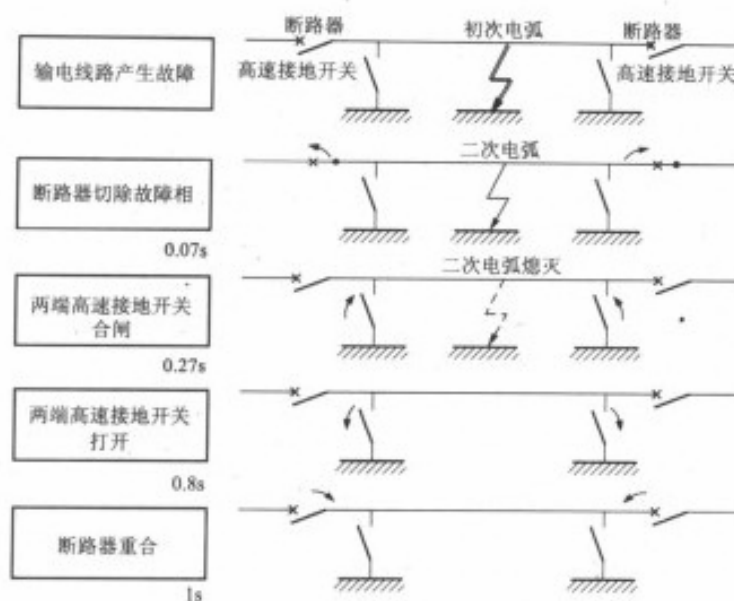 断路器
初次电弧
断路器
输电线路产生故障
高速接地开关
高速接地开关
二次电弧
断路器切除故障相
0.07s
二次电弧熄灭
两端高速接地开关
合闸
0.27s
两端高速接地开关
打开
0.8s
断路器重合
1s